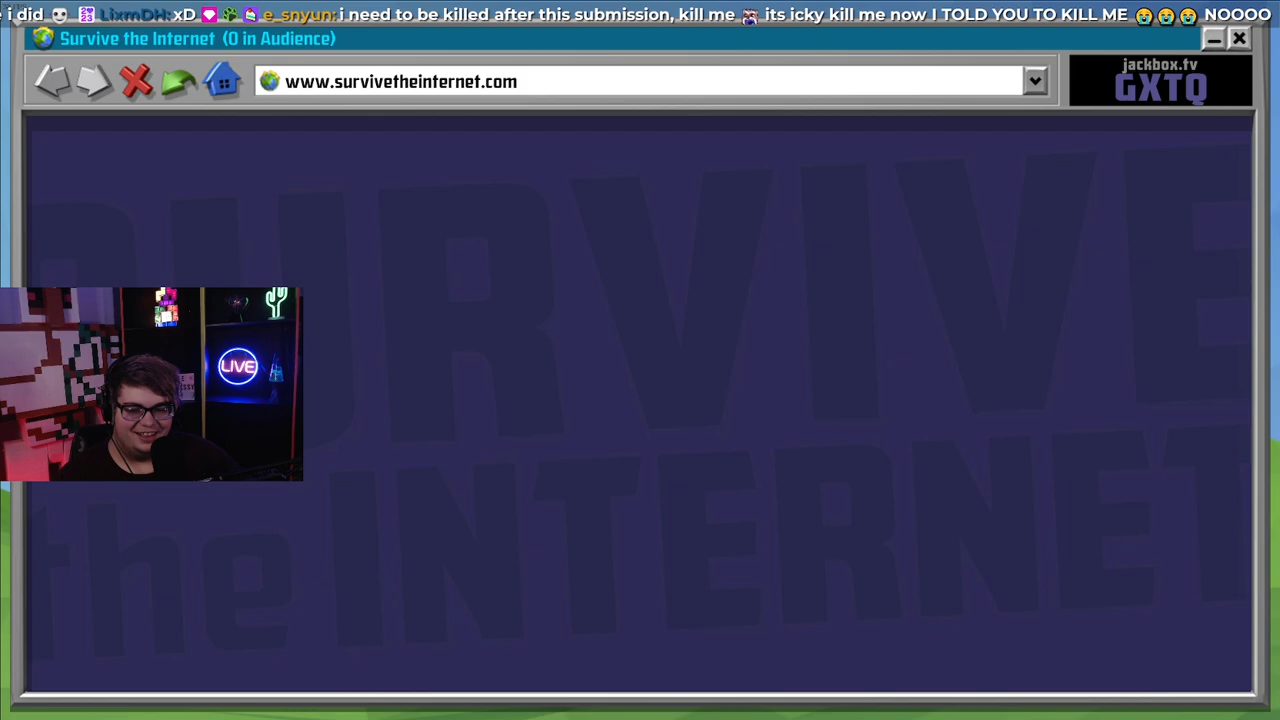 i did LixmDH: xD e_snyun: i need to be killed after this submission, kill me its icky kill me now I TOLD YOU TO KILL ME 😭😭😭 NOOOO
Survive the Internet (0 in Audience)
www.survivetheinternet.com
jackbox.tv
GXTQ
SURVIVE
the INTERNET
LIVE